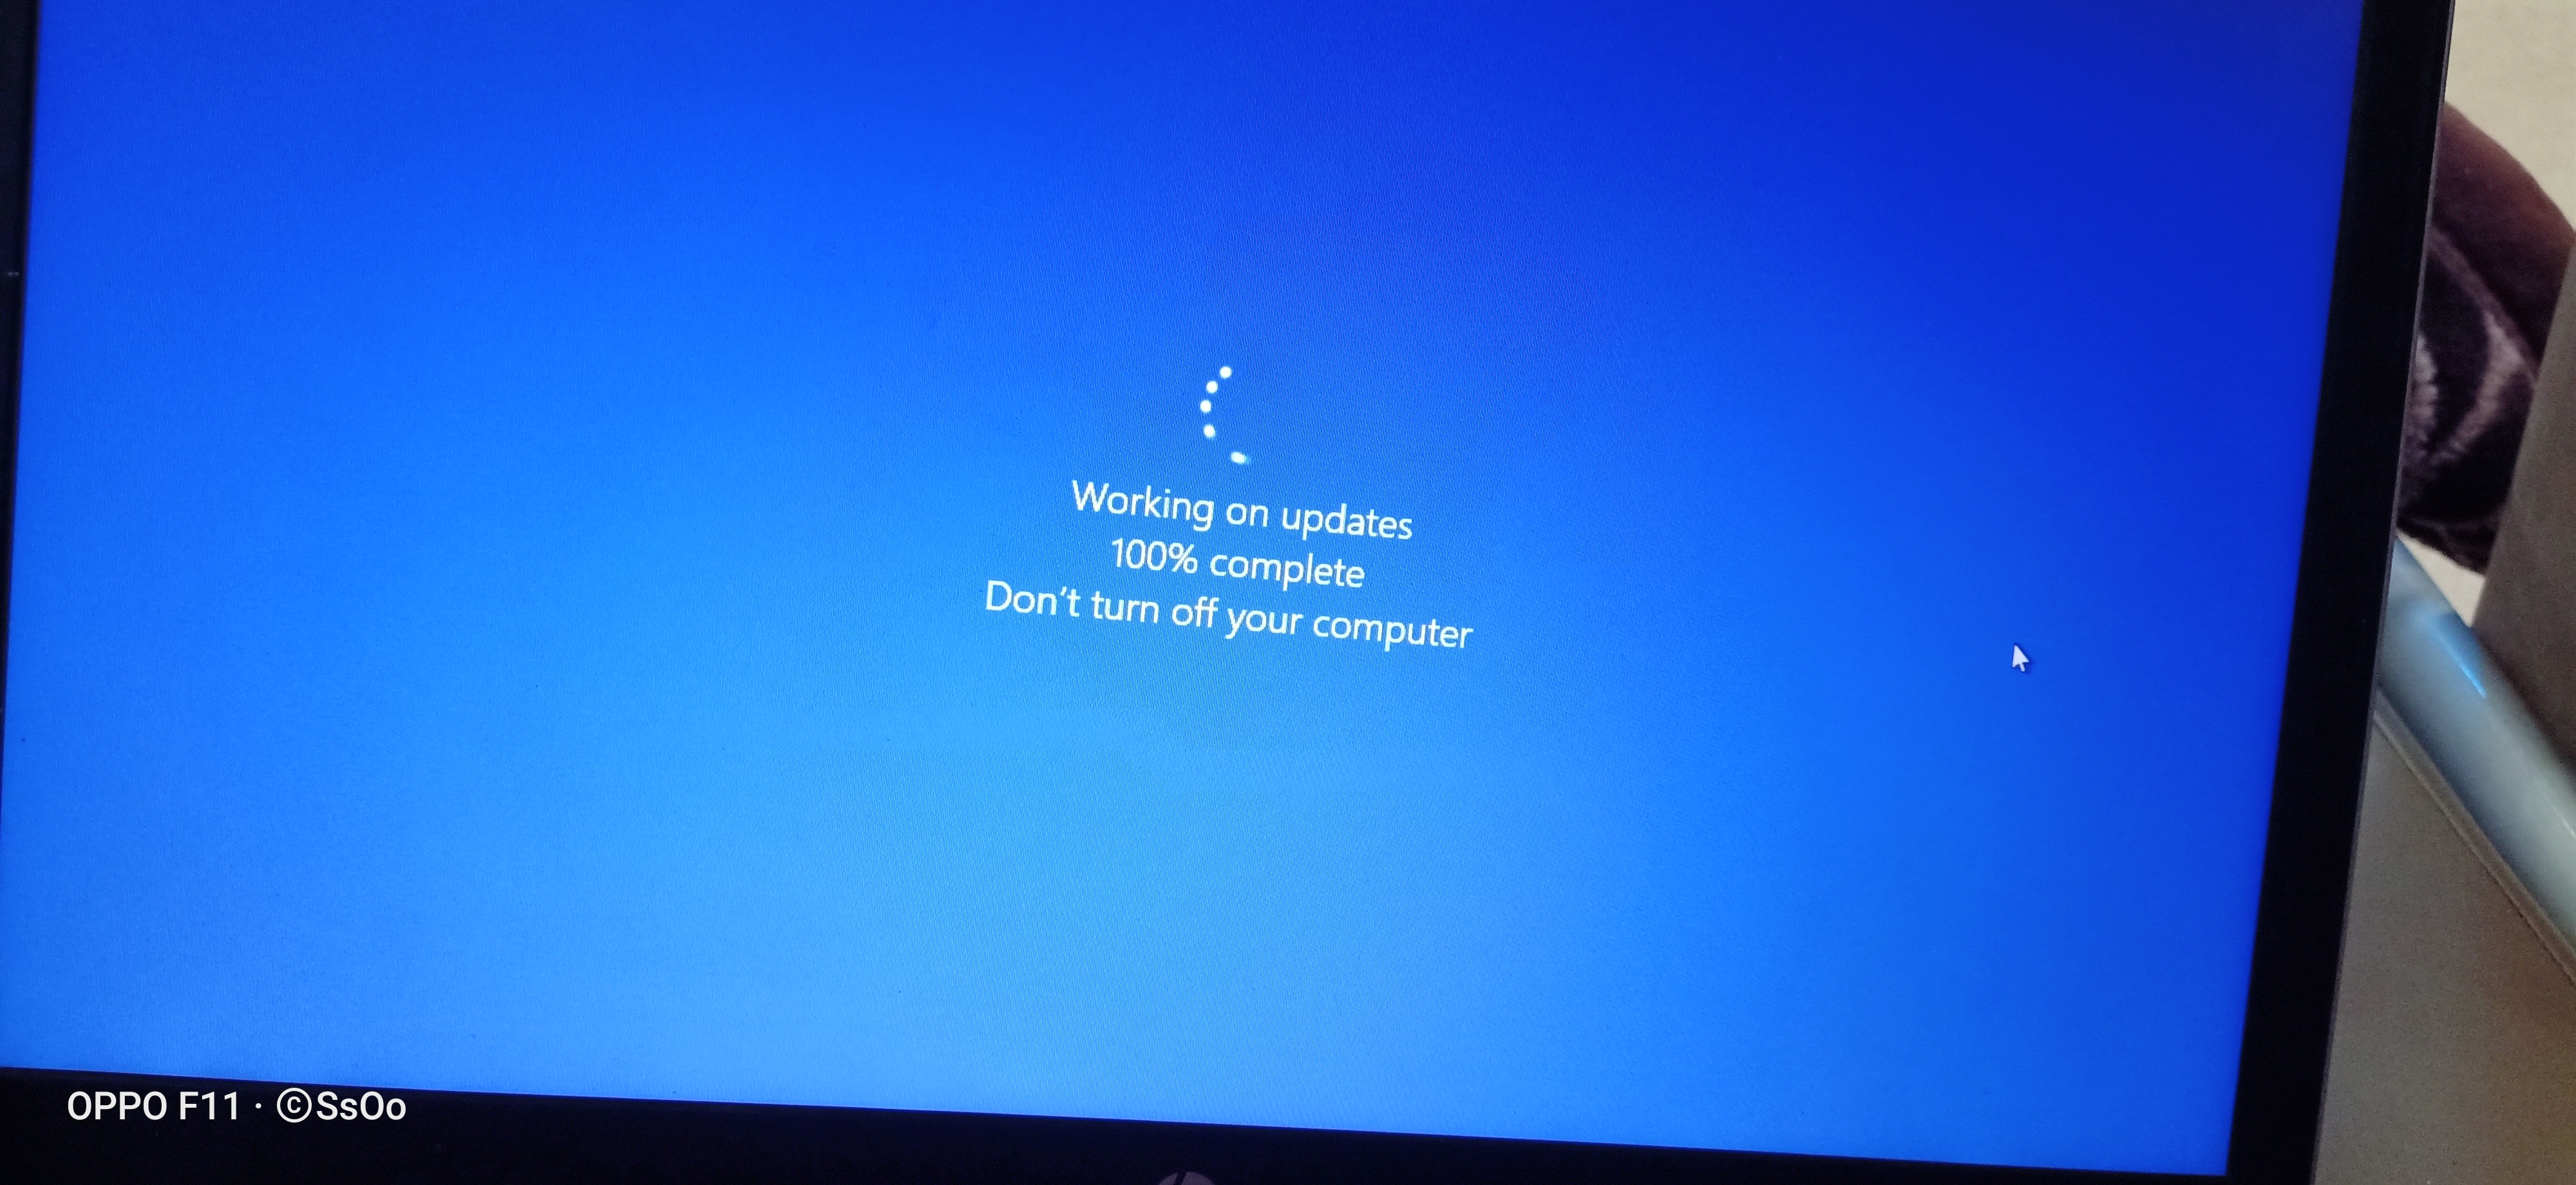 Working on updates
100% complete
Don't turn off your computer
OPPO F11 · ©SsOo